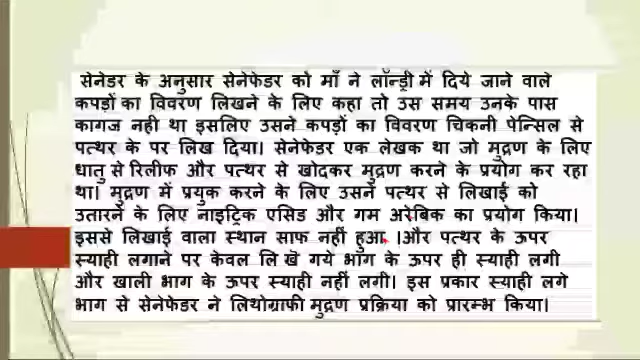 सेनेडर के अनुसार सेनेफेडर को माँ ने लॉन्ड्री में दिये जाने वाले
कपड़ों का विवरण लिखने के लिए कहा तो उस समय उनके पास
कागज नही था इसलिए उसने कपड़ों का विवरण चिकनी पेन्सिल से
पत्थर के पर लिख दिया। सेनेफेडर एक लेखक था जो मुद्रण के लिए
धातु से रिलीफ और पत्थर से खोदकर मुद्रण करने के प्रयोग कर रहा
था। मुद्रण में प्रयुक करने के लिए उसने पत्थर से लिखाई को
उतारने के लिए नाइट्रिक एसिड और गम अरेबिक का प्रयोग किया।
इससे लिखाई वाला स्थान साफ नहीं हुआ ।और पत्थर के ऊपर
स्याही लगाने पर केवल लि खे गये भाग के ऊपर ही स्याही लगी
और खाली भाग के ऊपर स्याही नहीं लगी। इस प्रकार स्याही लगे
भाग से सेनेफेडर ने लिथोग्राफी मुद्रण प्रक्रिया को प्रारम्भ किया।